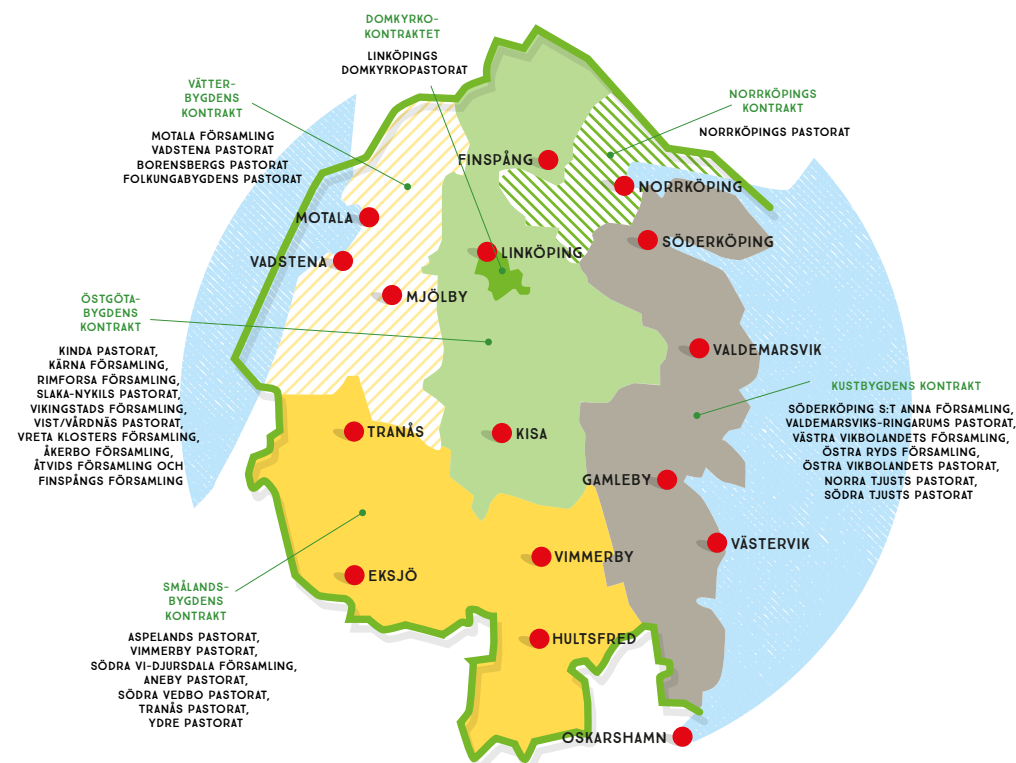 DOMKYRKO-
KONTRAKTET
LINKÖPINGS
DOMKYRKOPASTORAT
VÄTTER-
BYGDENS
KONTRAKT
MOTALA FÖRSAMLING
VADSTENA PASTORAT
BORENSBERGS PASTORAT
FOLKUNGABYGDENS PASTORAT
NORRKÖPINGS
KONTRAKT
NORRKÖPINGS PASTORAT
FINSPÅNG
NORRKÖPING
MOTALA
SÖDERKÖPING
LINKÖPING
VADSTENA
MJÖLBY
ÖSTGÖTA-
BYGDENS
KONTRAKT
KINDA PASTORAT,
KÄRNA FÖRSAMLING,
RIMFORSA FÖRSAMLING,
SLAKA-NYKILS PASTORAT,
VIKINGSTADS FÖRSAMLING,
VIST/VÅRDNÄS PASTORAT,
VRETA KLOSTERS FÖRSAMLING,
ÅKERBO FÖRSAMLING,
ÅTVIDS FÖRSAMLING OCH
FINSPÅNGS FÖRSAMLING
VALDEMARSVIK
KUSTBYGDENS KONTRAKT
SÖDERKÖPING S:T ANNA FÖRSAMLING,
VALDEMARSVIKS-RINGARUMS PASTORAT,
VÄSTRA VIKBOLANDETS FÖRSAMLING,
ÖSTRA RYDS FÖRSAMLING,
ÖSTRA VIKBOLANDETS PASTORAT,
NORRA TJUSTS PASTORAT,
SÖDRA TJUSTS PASTORAT
TRANÅS
KISA
GAMLEBY
VÄSTERVIK
VIMMERBY
EKSJÖ
SMÅLANDS-
BYGDENS
KONTRAKT
ASPELANDS PASTORAT,
VIMMERBY PASTORAT,
SÖDRA VI-DJURSDALA FÖRSAMLING,
ANEBY PASTORAT,
SÖDRA VEDBO PASTORAT,
TRANÅS PASTORAT,
YDRE PASTORAT
HULTSFRED
OSKARSHAMN